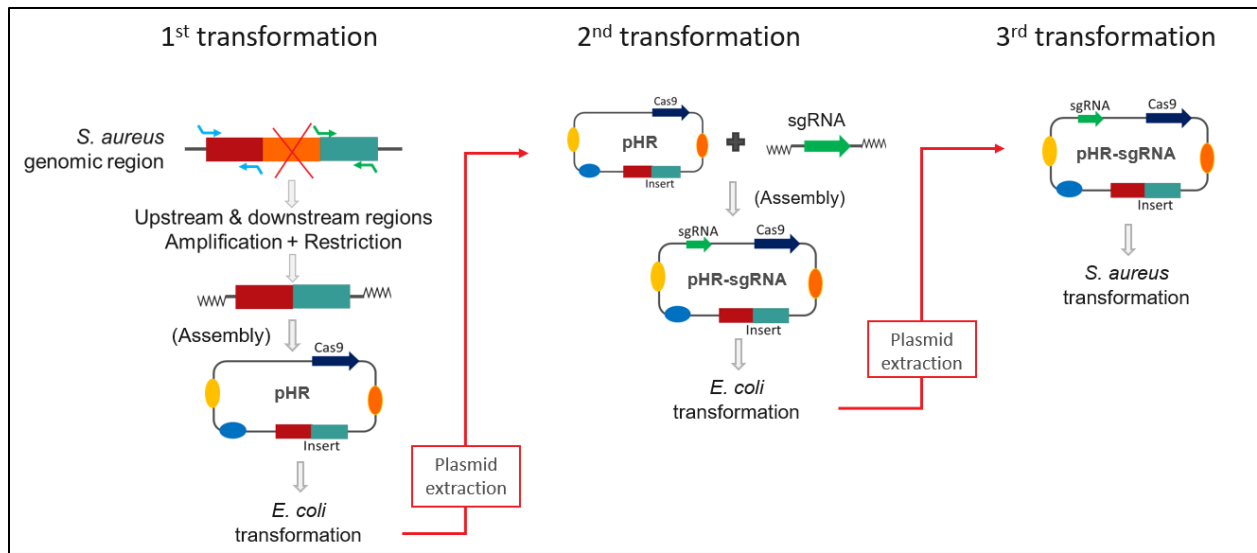 1st transformation
S. aureus
genomic region
Upstream & downstream regions
Amplification + Restriction
(Assembly)
Cas9
pHR
Insert
E. coli
transformation
Plasmid
extraction
2nd transformation
Cas9
pHR
Insert
sgRNA
(Assembly)
sgRNA
Cas9
pHR-sgRNA
Insert
E. coli
transformation
Plasmid
extraction
3rd transformation
sgRNA
Cas9
pHR-sgRNA
Insert
S. aureus
transformation